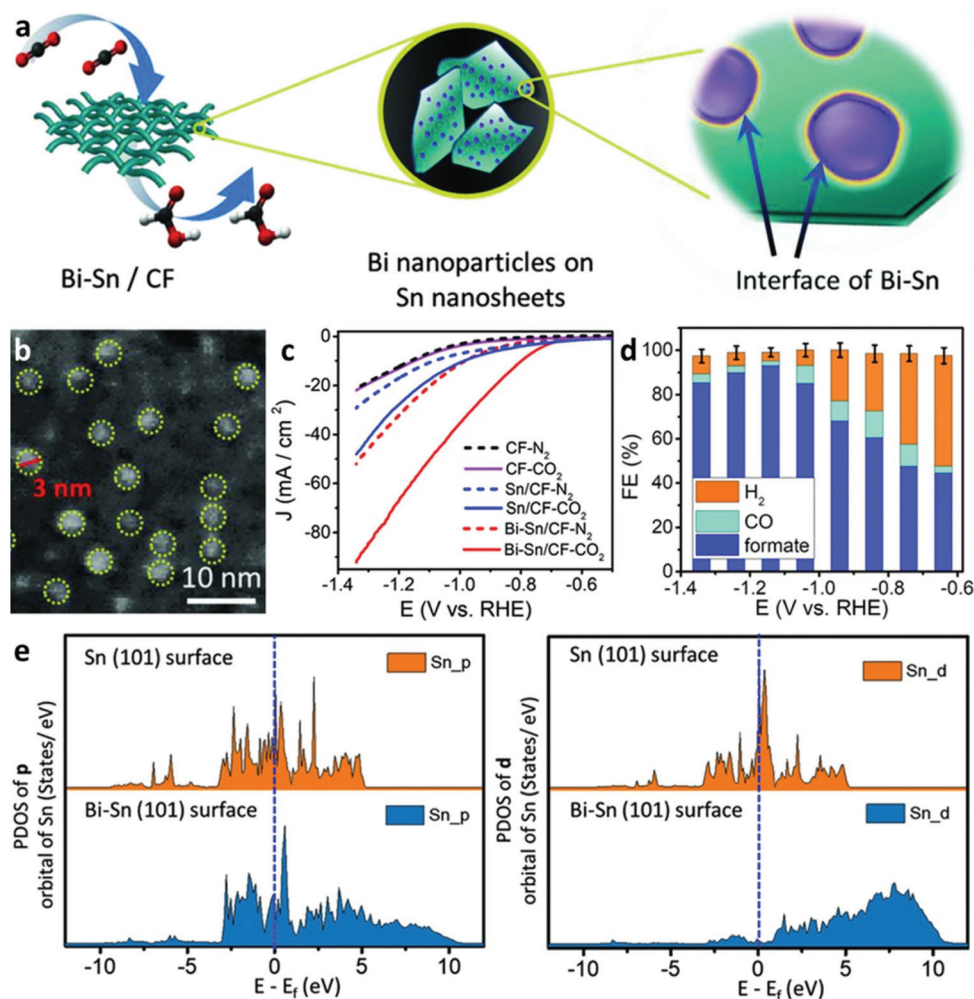 a
Bi-Sn / CF
Bi nanoparticles on
Sn nanosheets
Interface of Bi-Sn
b
3 nm
10 nm
c
J (mA / cm²)
0
-20
-40
-60
-80
CF-N₂
CF-CO₂
Sn/CF-N₂
Sn/CF-CO₂
Bi-Sn/CF-N₂
Bi-Sn/CF-CO₂
-1.4 -1.2 -1.0 -0.8 -0.6
E (V vs. RHE)
d
FE (%)
100
80
60
40
20
0
H₂
CO
formate
-1.4 -1.2 -1.0 -0.8 -0.6
E (V vs. RHE)
e
PDOS of p
orbital of Sn (States/ eV)
Sn (101) surface
Sn_p
Bi-Sn (101) surface
Sn_p
-10 -5 0 5 10
E - E_f (eV)
PDOS of d
orbital of Sn (States/ eV)
Sn (101) surface
Sn_d
Bi-Sn (101) surface
Sn_d
-10 -5 0 5 10
E - E_f (eV)